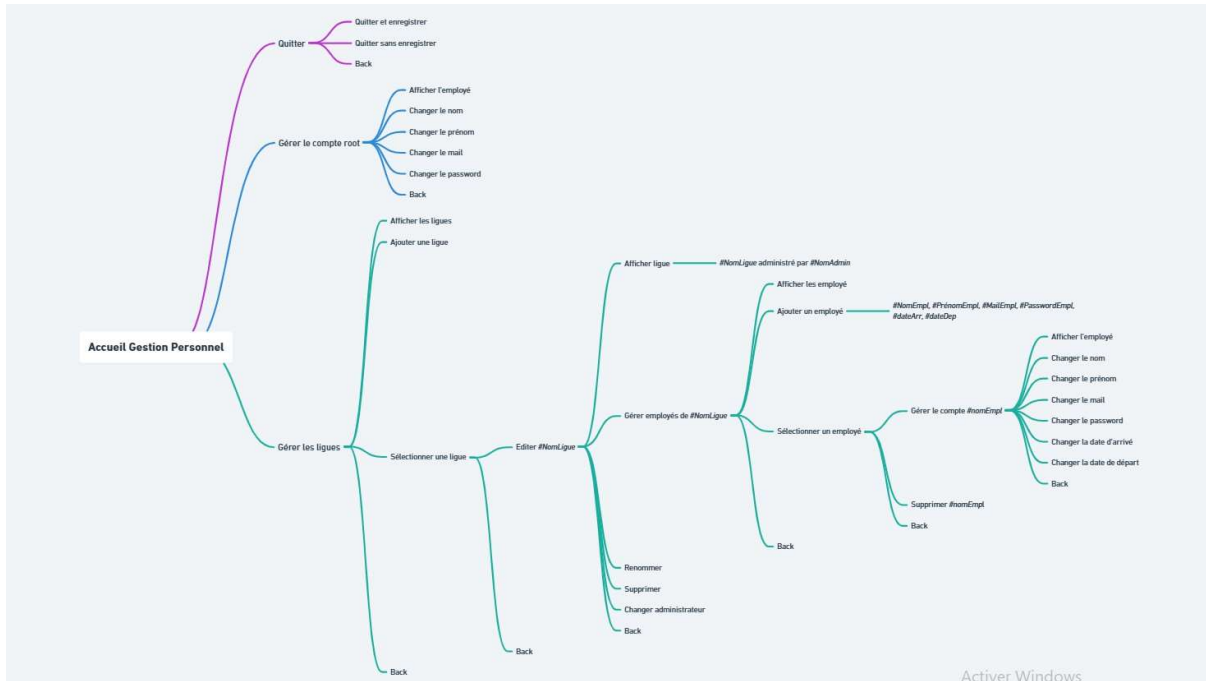 Quitter et enregistrer
Quitter
Quitter sans enregistrer
Back
Afficher l'employé
Changer le nom
Changer le prénom
Gérer le compte root
Changer le mail
Changer le password
Back
Afficher les ligues
Ajouter une ligue
Afficher ligue
#NomLigue administré par #NomAdmin
Afficher les employé
Ajouter un employé
#NomEmpl, #PrénomEmpl, #MailEmpl, #PasswordEmpl,
#dateArr, #dateDep
Accueil Gestion Personnel
Afficher l'employé
Changer le nom
Changer le prénom
Changer le mail
Gérer le compte #nomEmpl
Gérer employés de #NomLigue
Changer le password
Sélectionner un employé
Changer la date d'arrivé
Gérer les ligues
Editer #NomLigue
Sélectionner une ligue
Changer la date de départ
Back
Supprimer #nomEmpl
Back
Back
Renommer
Supprimer
Changer administrateur
Back
Back
Back
Activer Windows